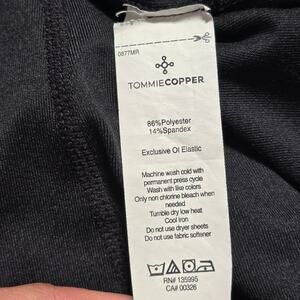 0877MR
TOMMIECOPPER
86%Polyester
14%Spandex
Exclusive Of Elastic
Machine wash cold with
permanent press cycle
Wash with like colors
Only non chlorine bleach when
needed
Tumble dry low heat
Cool Iron
Do not use dryer sheets
Do not use fabric softener
RN# 135995
CA# 00326